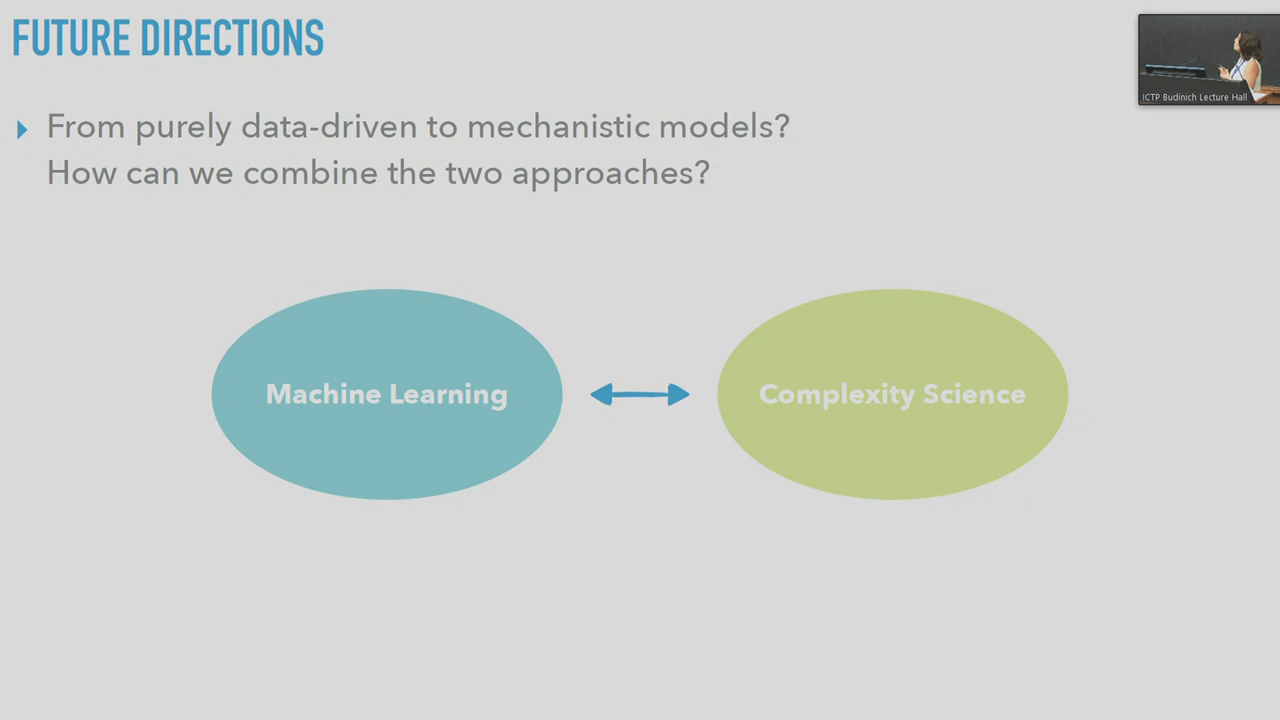 FUTURE DIRECTIONS
From purely data-driven to mechanistic models?
How can we combine the two approaches?
Machine Learning
Complexity Science
ICTP Budinich Lecture Hall